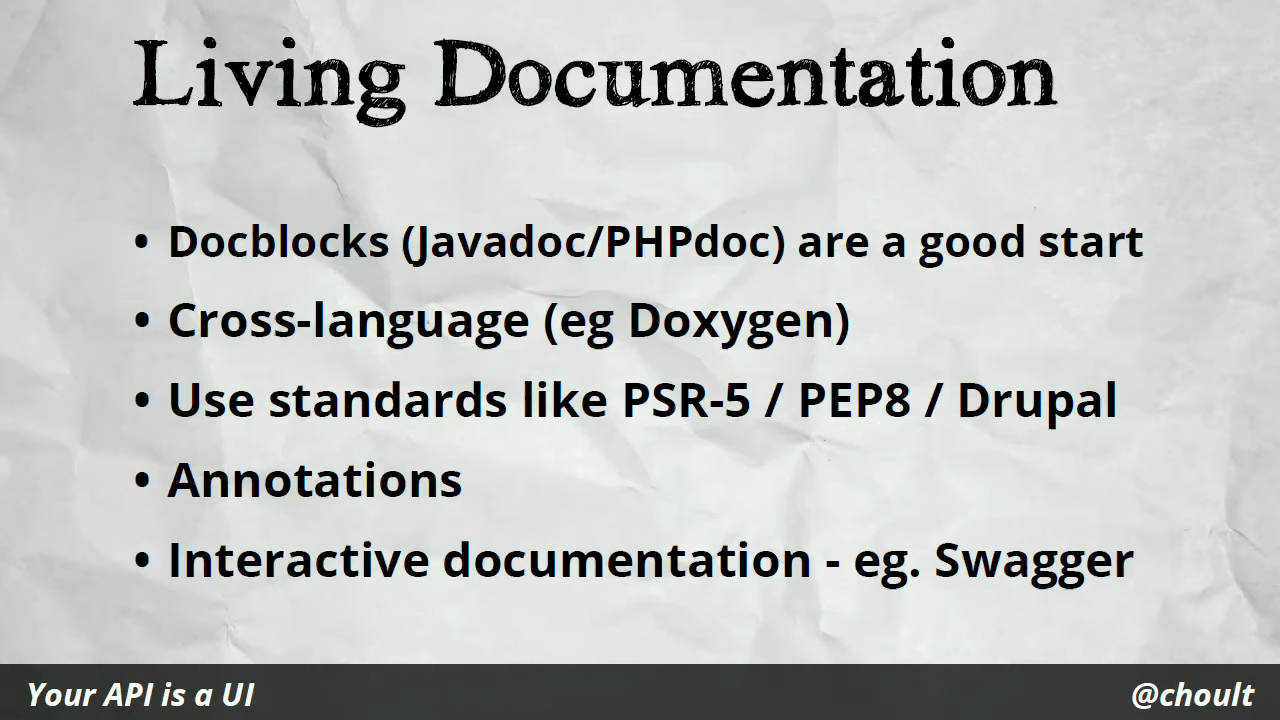 Living Documentation
• Docblocks (Javadoc/PHPdoc) are a good start
• Cross-language (eg Doxygen)
• Use standards like PSR-5 / PEP8 / Drupal
• Annotations
• Interactive documentation - eg. Swagger
Your API is a UI
@choult